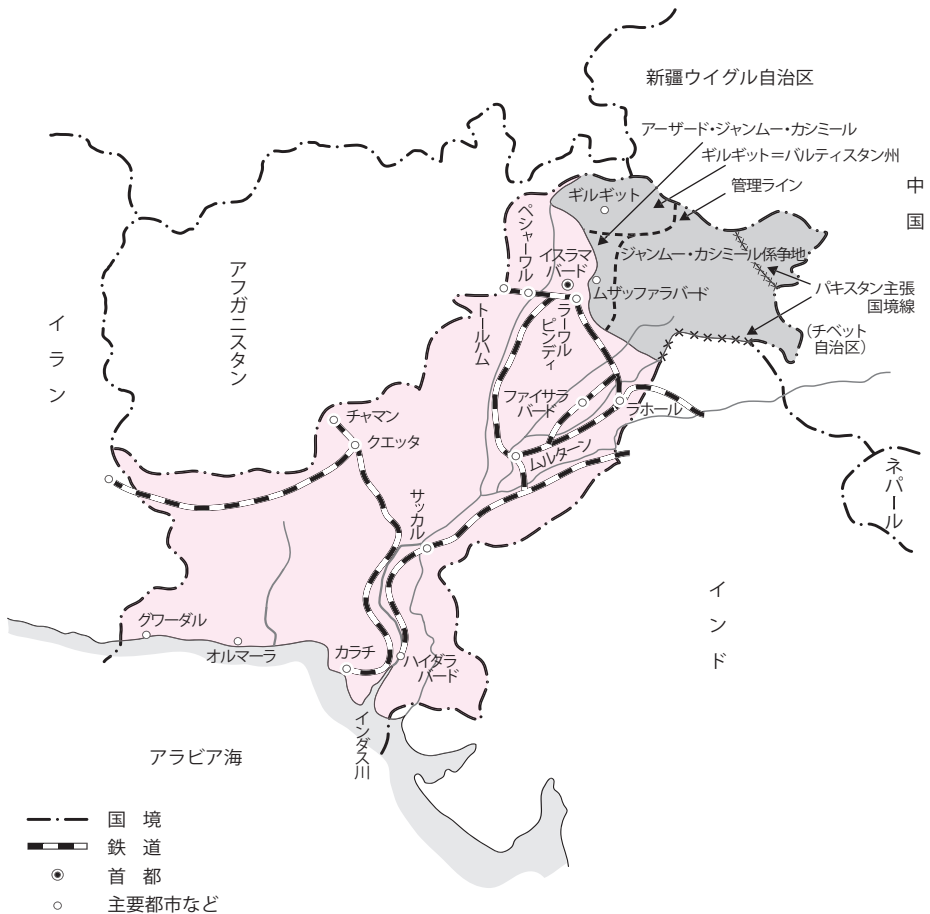 新疆ウイグル自治区
アーザード・ジャンムー・カシミール
ギルギット＝バルティスタン州
管理ライン
中国
ギルギット
ペシャーワル
イスラマ
バード
ジャンムー・カシミール係争地
アフガニスタン
イラン
ムザッファラバード
パキスタン主張
国境線
(チベット
自治区)
トールハム
ラーワル
ピンディ
ファイサラ
バード
ラホール
チャマン
クエッタ
ムルターン
ネパール
サッカル
インド
グワーダル
オルマーラ
カラチ
ハイダラ
バード
インダス川
アラビア海
国 境
鉄 道
首 都
主要都市など